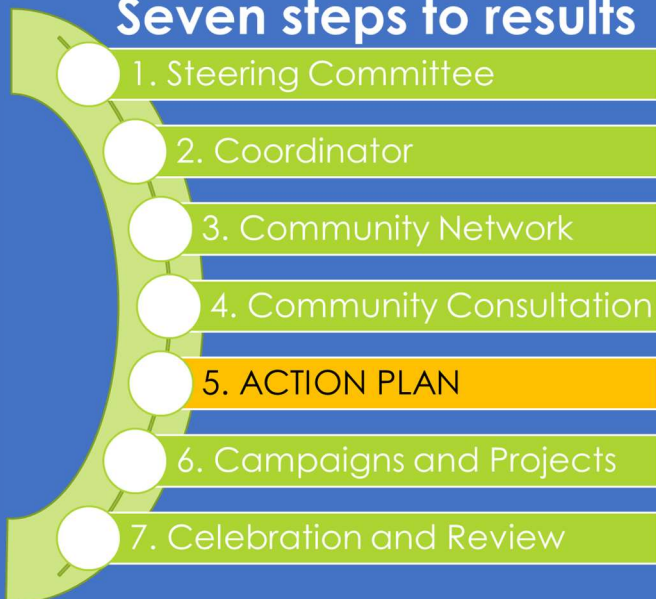 Seven steps to results
1. Steering Committee
2. Coordinator
3. Community Network
4. Community Consultation
5. ACTION PLAN
6. Campaigns and Projects
7. Celebration and Review